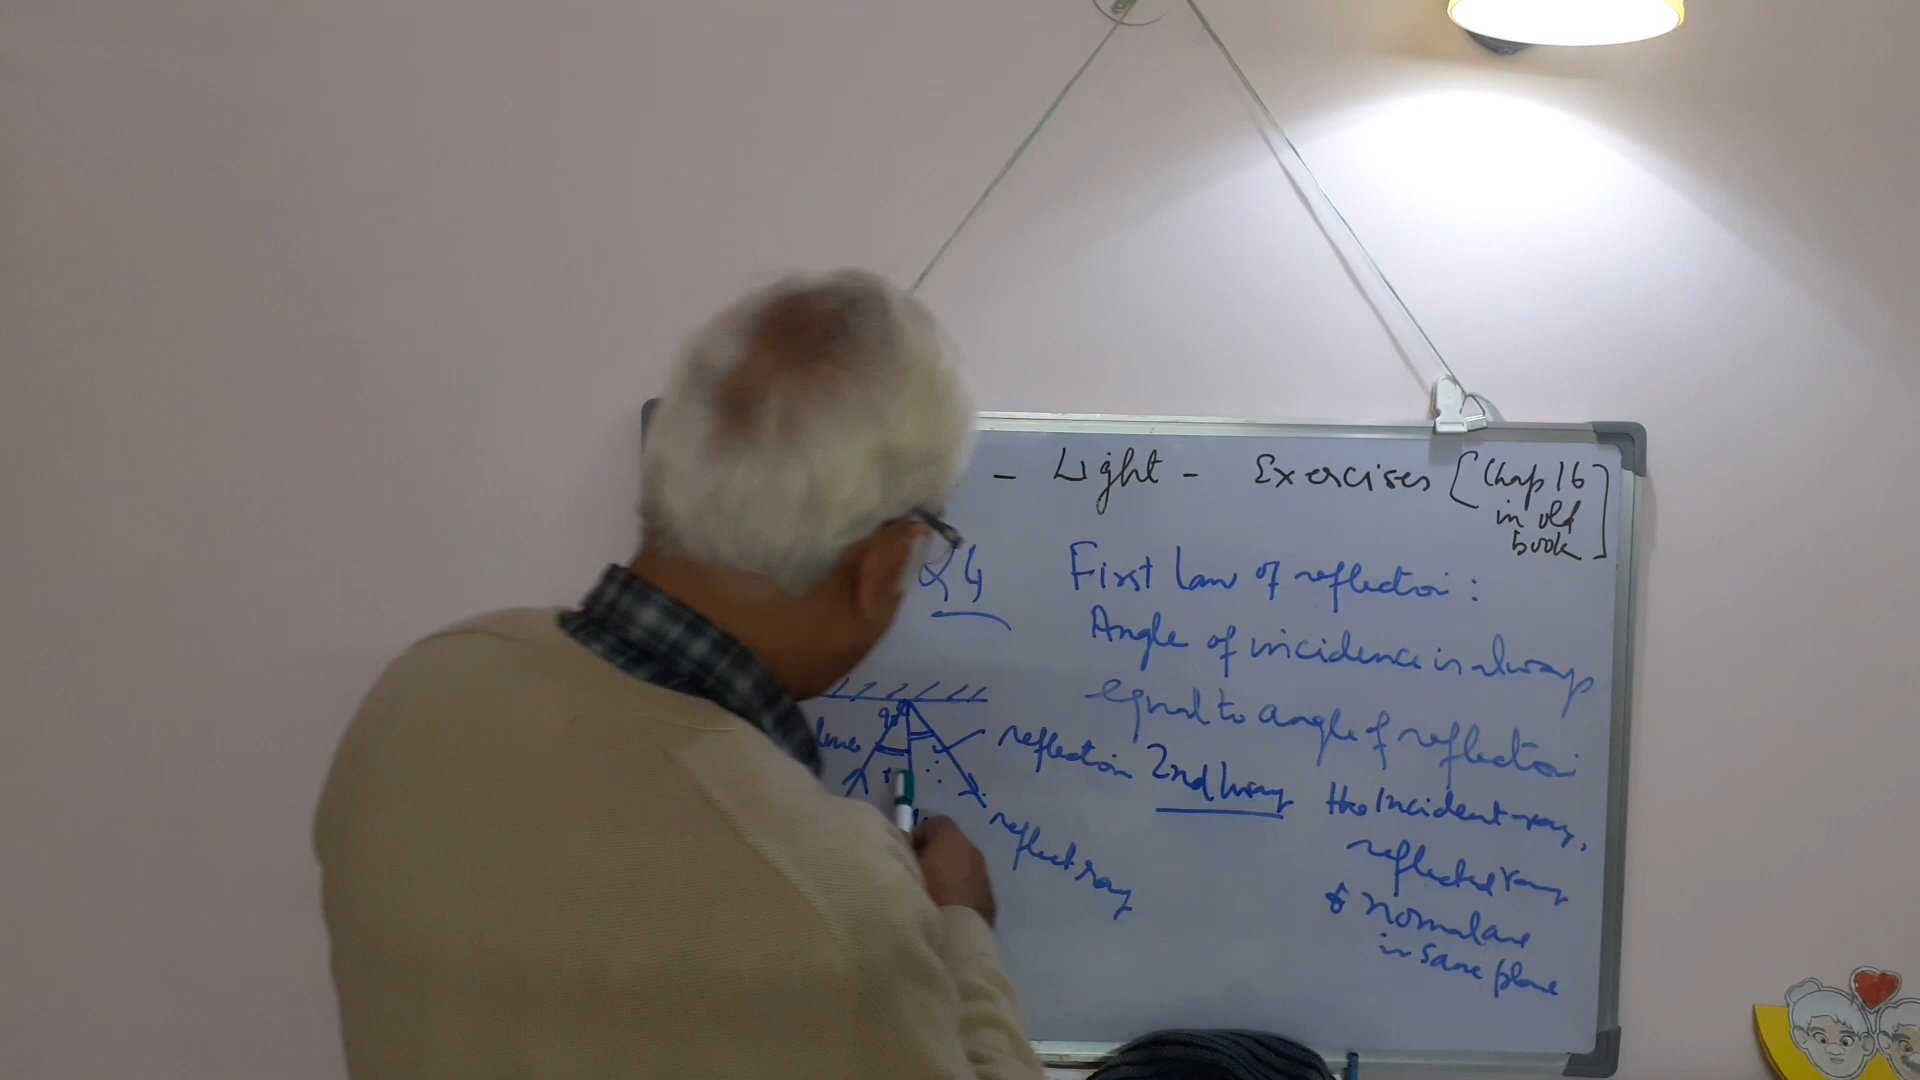 - Light - Exercises [Chap 16
in old
book]
Q4 First Law of reflection:
Angle of incidence is always
equal to angle of reflection
90°
reflection
reflect ray
2nd Law the Incident ray,
reflected ray
& normal are
in same plane